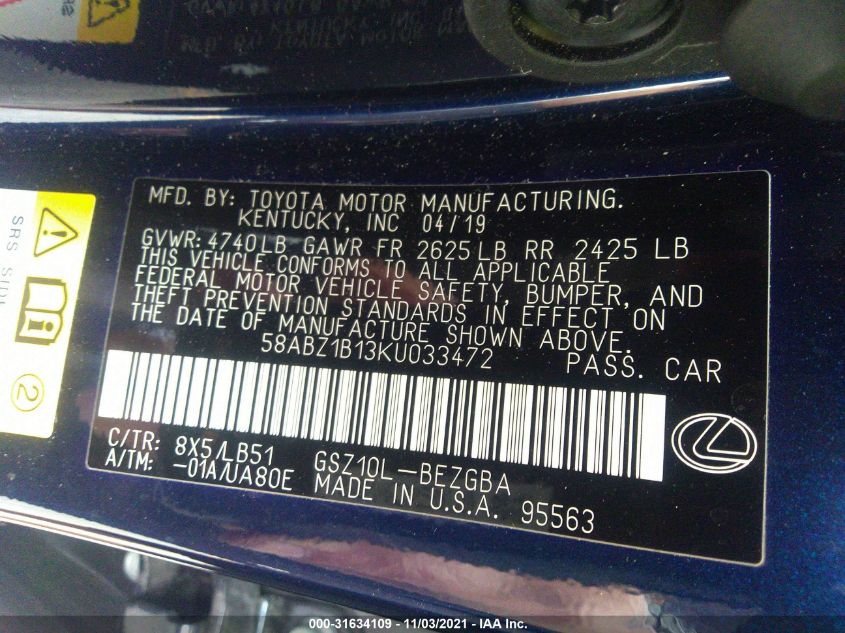 MFD. BY: TOYOTA MOTOR MANUFACTURING.
KENTUCKY, INC 04/19
GVWR: 4740LB GAWR FR 2625LB RR 2425 LB
THIS VEHICLE CONFORMS TO ALL APPLICABLE
FEDERAL MOTOR VEHICLE SAFETY, BUMPER, AND
THEFT PREVENTION STANDARDS IN EFFECT ON
THE DATE OF MANUFACTURE SHOWN ABOVE.
58ABZ1B13KU033472 PASS. CAR
C/TR: 8X5/LB51 GSZ10L-BEZGBA
A/TM: -01A/UA80E MADE IN U.S.A. 95563
SRS SID
2
000-31634109 - 11/03/2021 - IAA Inc.